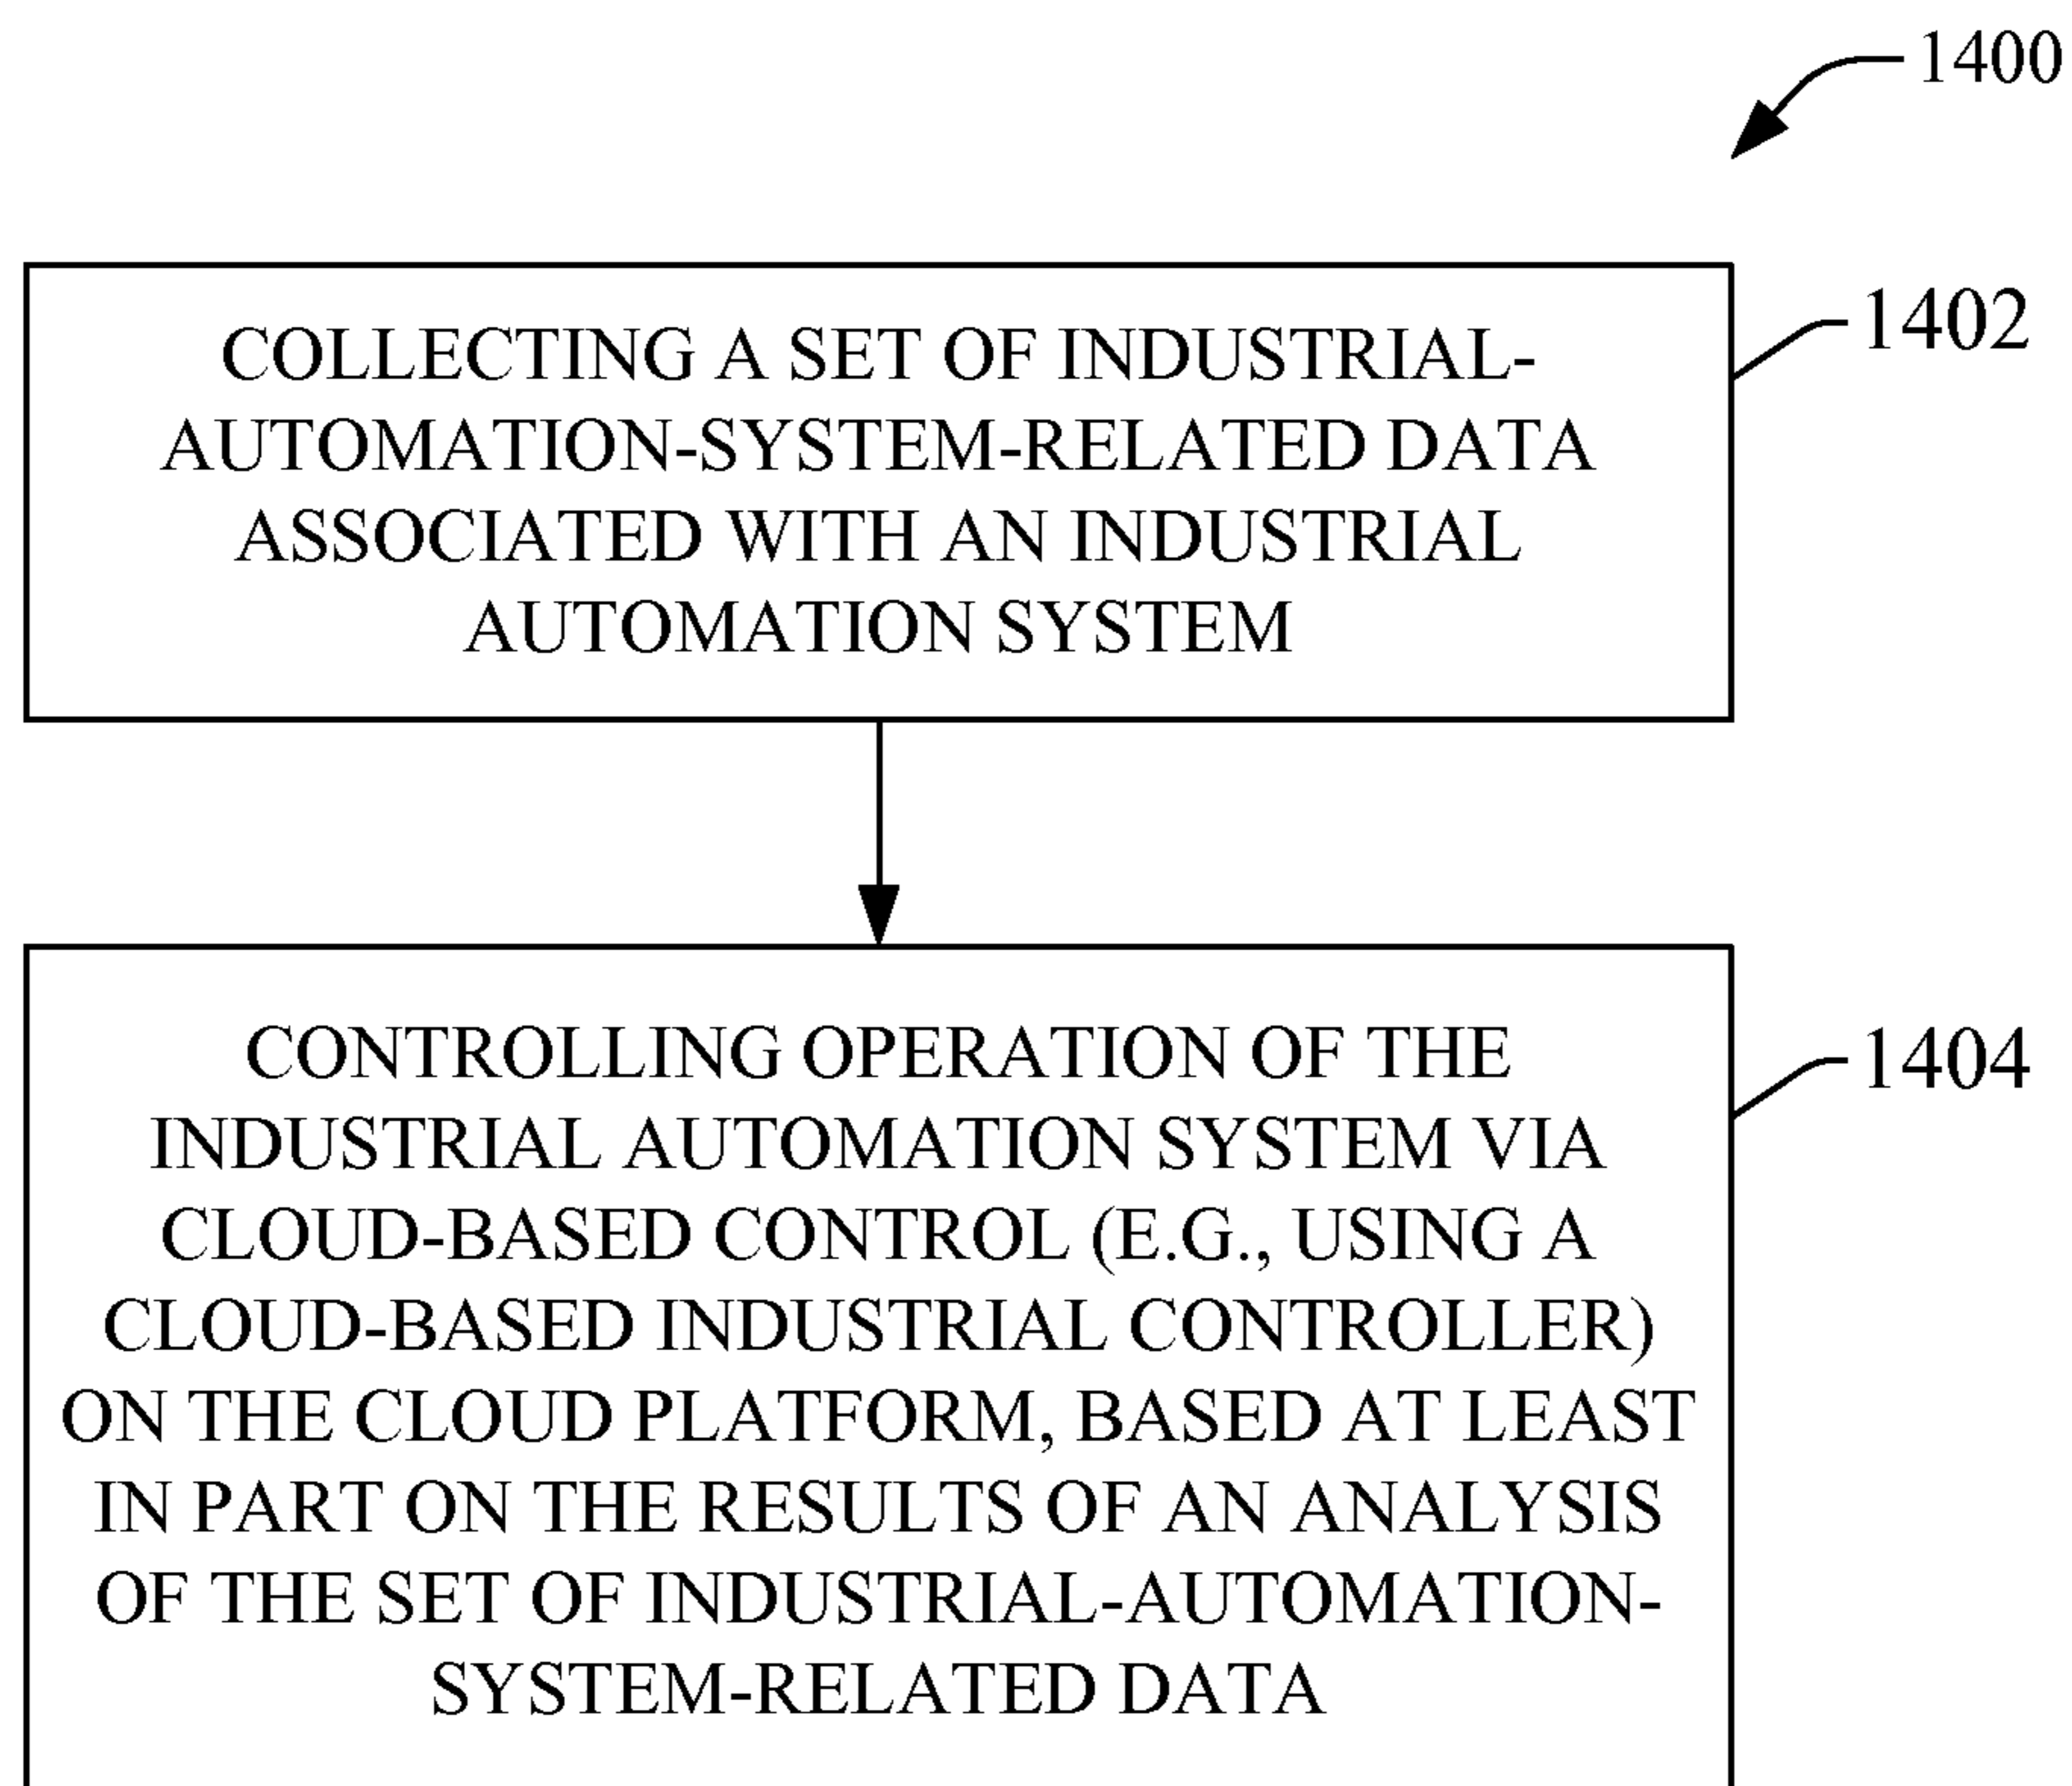 1400
1402
COLLECTING A SET OF INDUSTRIAL-
AUTOMATION-SYSTEM-RELATED DATA
ASSOCIATED WITH AN INDUSTRIAL
AUTOMATION SYSTEM
1404
CONTROLLING OPERATION OF THE
INDUSTRIAL AUTOMATION SYSTEM VIA
CLOUD-BASED CONTROL (E.G., USING A
CLOUD-BASED INDUSTRIAL CONTROLLER)
ON THE CLOUD PLATFORM, BASED AT LEAST
IN PART ON THE RESULTS OF AN ANALYSIS
OF THE SET OF INDUSTRIAL-AUTOMATION-
SYSTEM-RELATED DATA